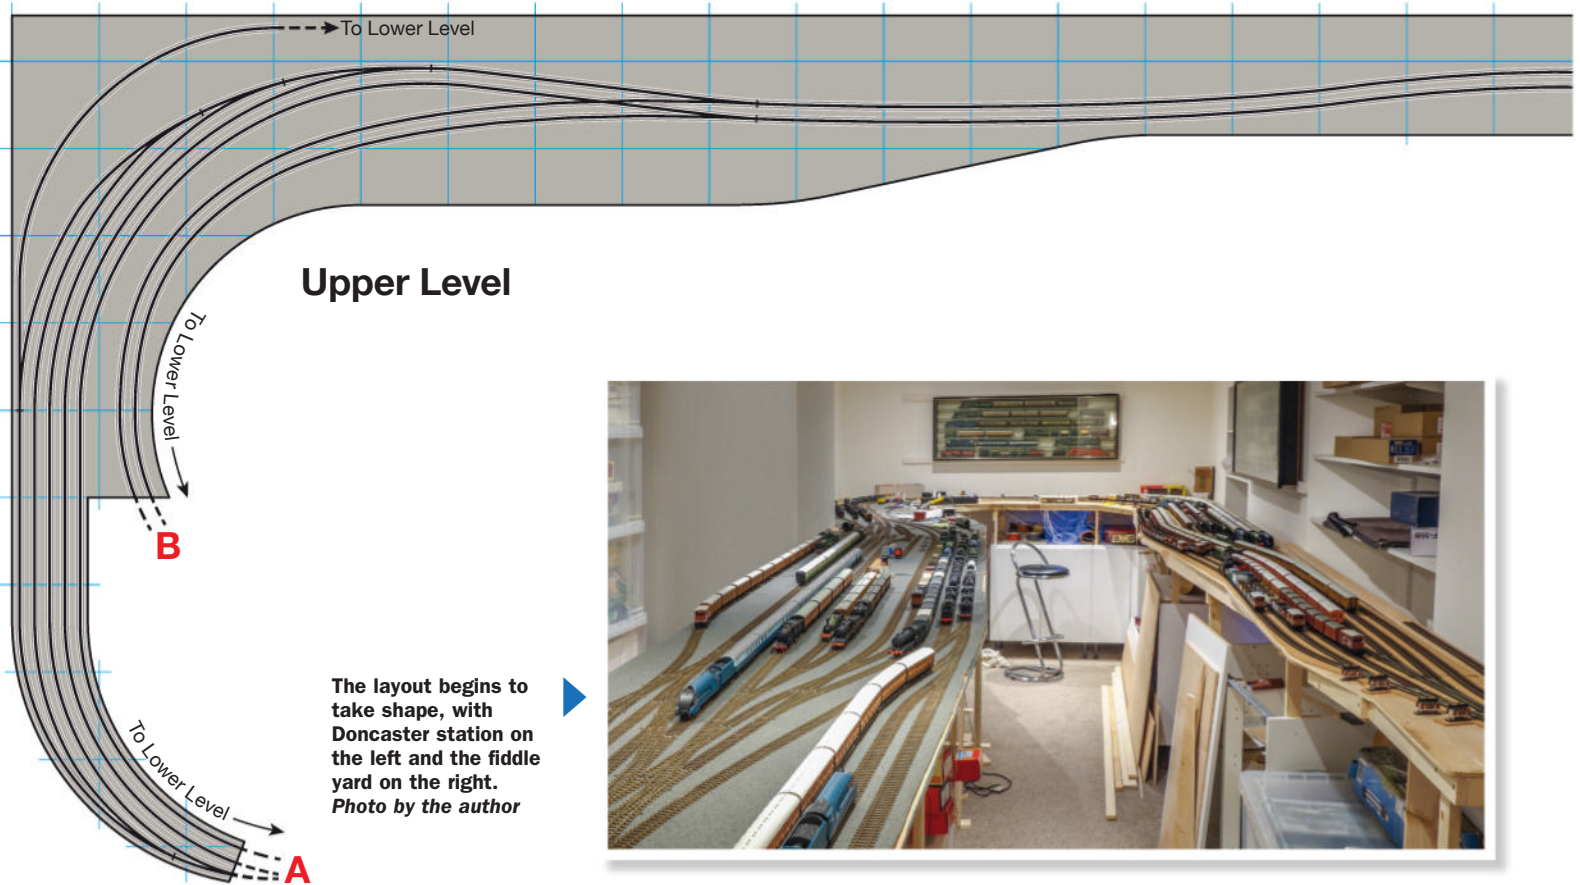 To Lower Level
Upper Level
To Lower Level
B
The layout begins to
take shape, with
Doncaster station on
the left and the fiddle
yard on the right.
Photo by the author
To Lower Level
A